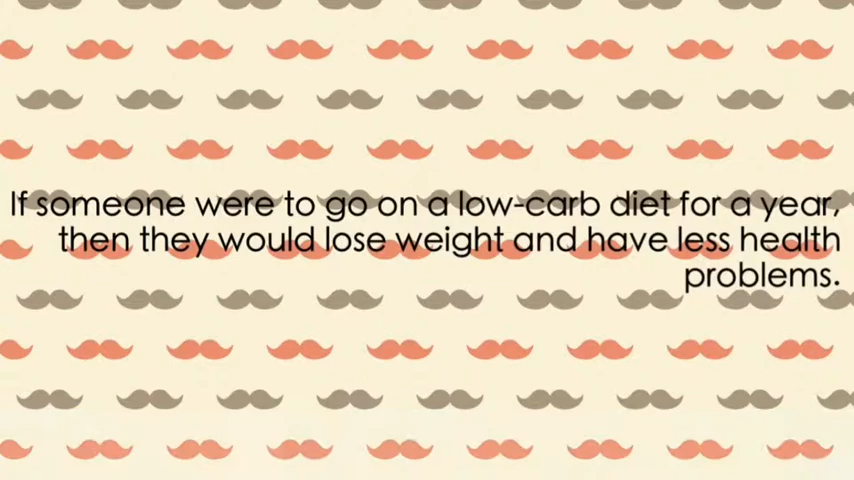 If someone were to go on a low-carb diet for a year,
then they would lose weight and have less health
problems.